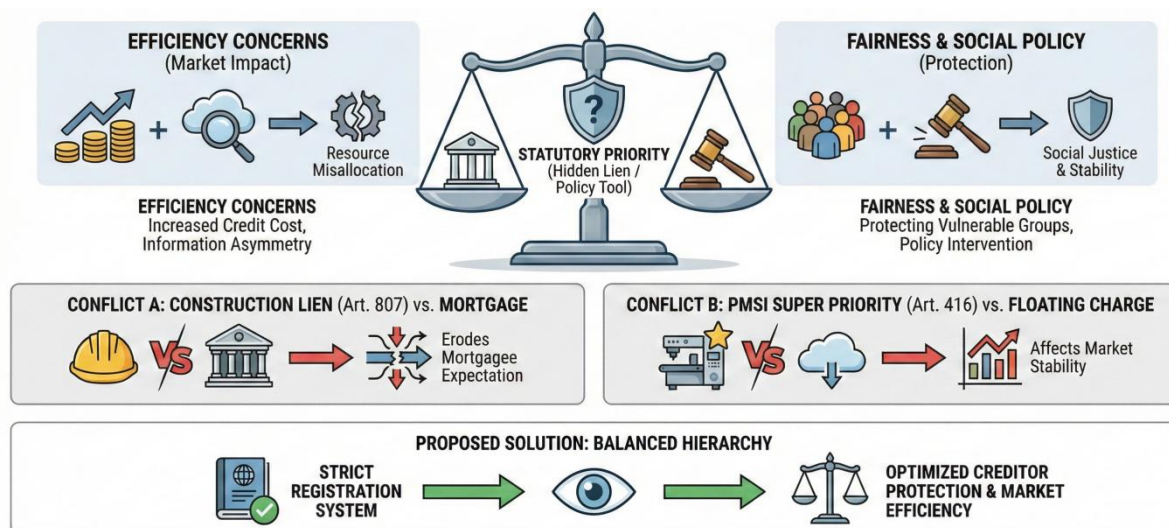 EFFICIENCY CONCERNS
(Market Impact)
+
Resource
Misallocation
EFFICIENCY CONCERNS
Increased Credit Cost,
Information Asymmetry
?
STATUTORY PRIORITY
(Hidden Lien /
Policy Tool)
FAIRNESS & SOCIAL POLICY
(Protection)
+
Social Justice
& Stability
FAIRNESS & SOCIAL POLICY
Protecting Vulnerable Groups,
Policy Intervention
CONFLICT A: CONSTRUCTION LIEN (Art. 807) vs. MORTGAGE
VS
Erodes
Mortgagee
Expectation
CONFLICT B: PMSI SUPER PRIORITY (Art. 416) vs. FLOATING CHARGE
VS
Affects Market
Stability
PROPOSED SOLUTION: BALANCED HIERARCHY
STRICT
REGISTRATION
SYSTEM
OPTIMIZED CREDITOR
PROTECTION & MARKET
EFFICIENCY